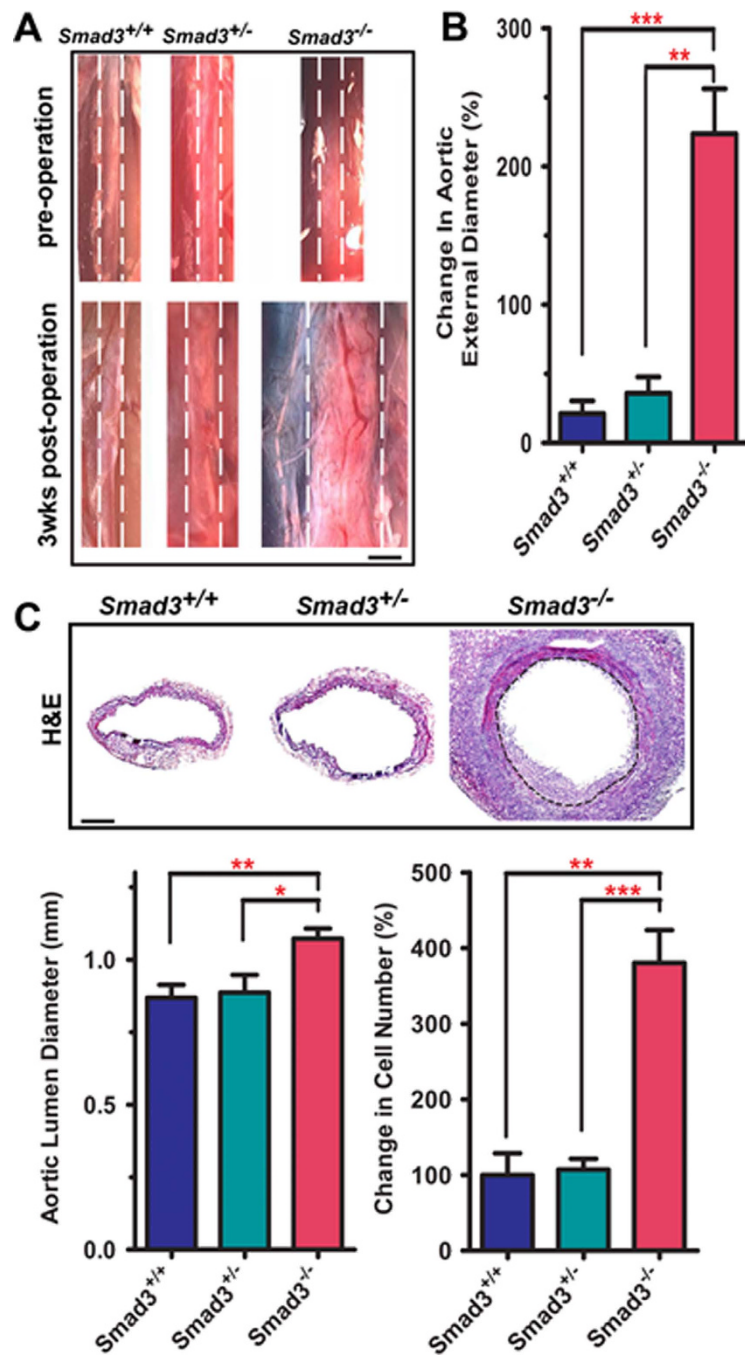 A
Smad3+/+ Smad3+/- Smad3-/-
pre-operation
3wks post-operation
B
Change In Aortic
External Diameter (%)
300
200
100
0
***
**
Smad3+/+
Smad3+/-
Smad3-/-
C
Smad3+/+ Smad3+/- Smad3-/-
H&E
Aortic Lumen Diameter (mm)
1.0
0.5
0.0
**
*
Smad3+/+
Smad3+/-
Smad3-/-
Change in Cell Number (%)
500
400
300
200
100
0
**
***
Smad3+/+
Smad3+/-
Smad3-/-